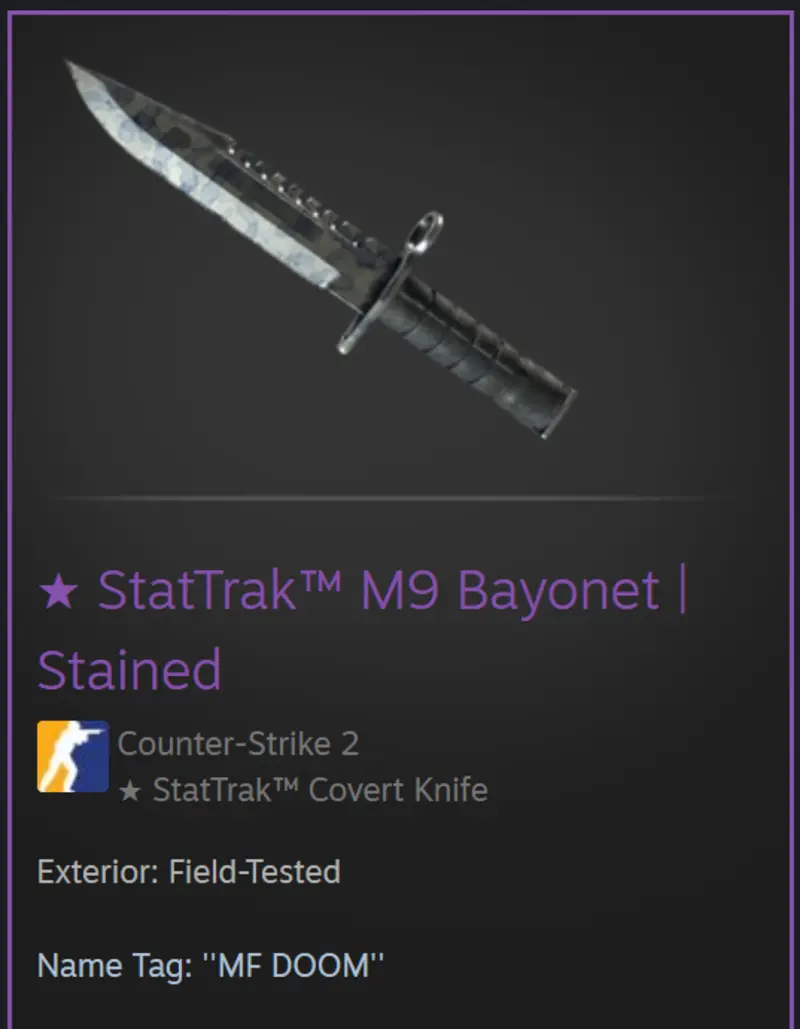 ★ StatTrak™ M9 Bayonet |
Stained
Counter-Strike 2
★ StatTrak™ Covert Knife
Exterior: Field-Tested
Name Tag: ''MF DOOM''